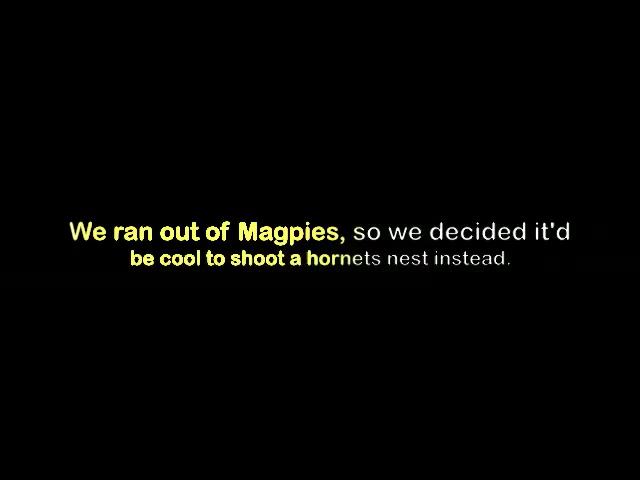 We ran out of Magpies, so we decided it'd
be cool to shoot a hornets nest instead.